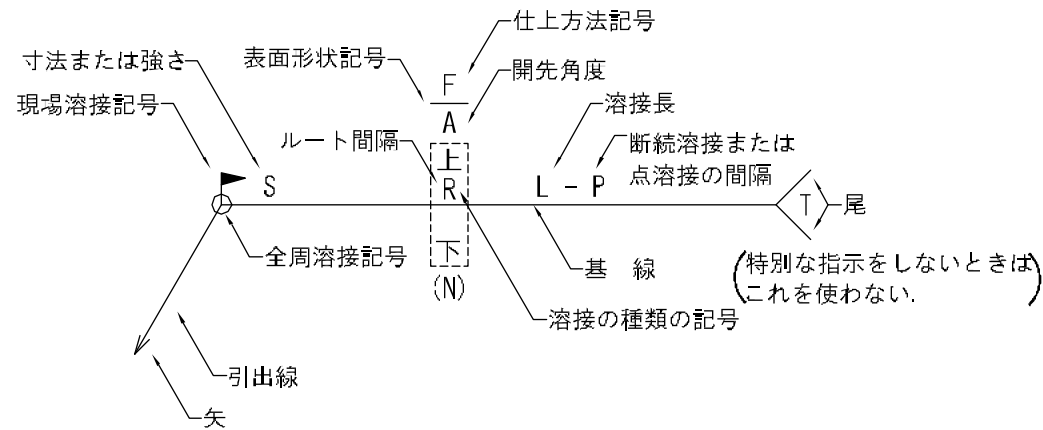 仕上方法記号
表面形状記号
開先角度
寸法または強さ
F
溶接長
現場溶接記号
A
ルート間隔
上
断続溶接または
点溶接の間隔
S
R
L - P
T
尾
全周溶接記号
下
基 線
(特別な指示をしないときは
これを使わない.)
(N)
溶接の種類の記号
引出線
矢